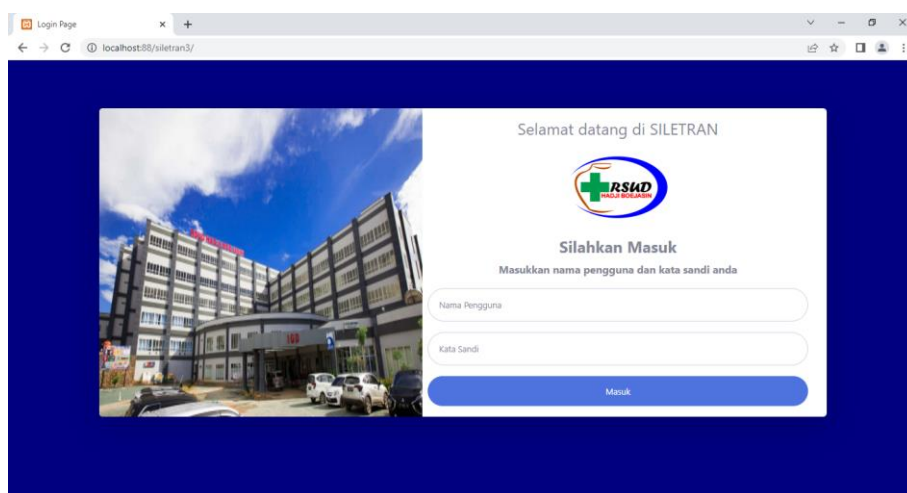 Login Page
localhost:88/siletran3/
Selamat datang di SILETRAN
RSUD
HADJI BOEJASIN
Silahkan Masuk
Masukkan nama pengguna dan kata sandi anda
Nama Pengguna
Kata Sandi
Masuk
IGD